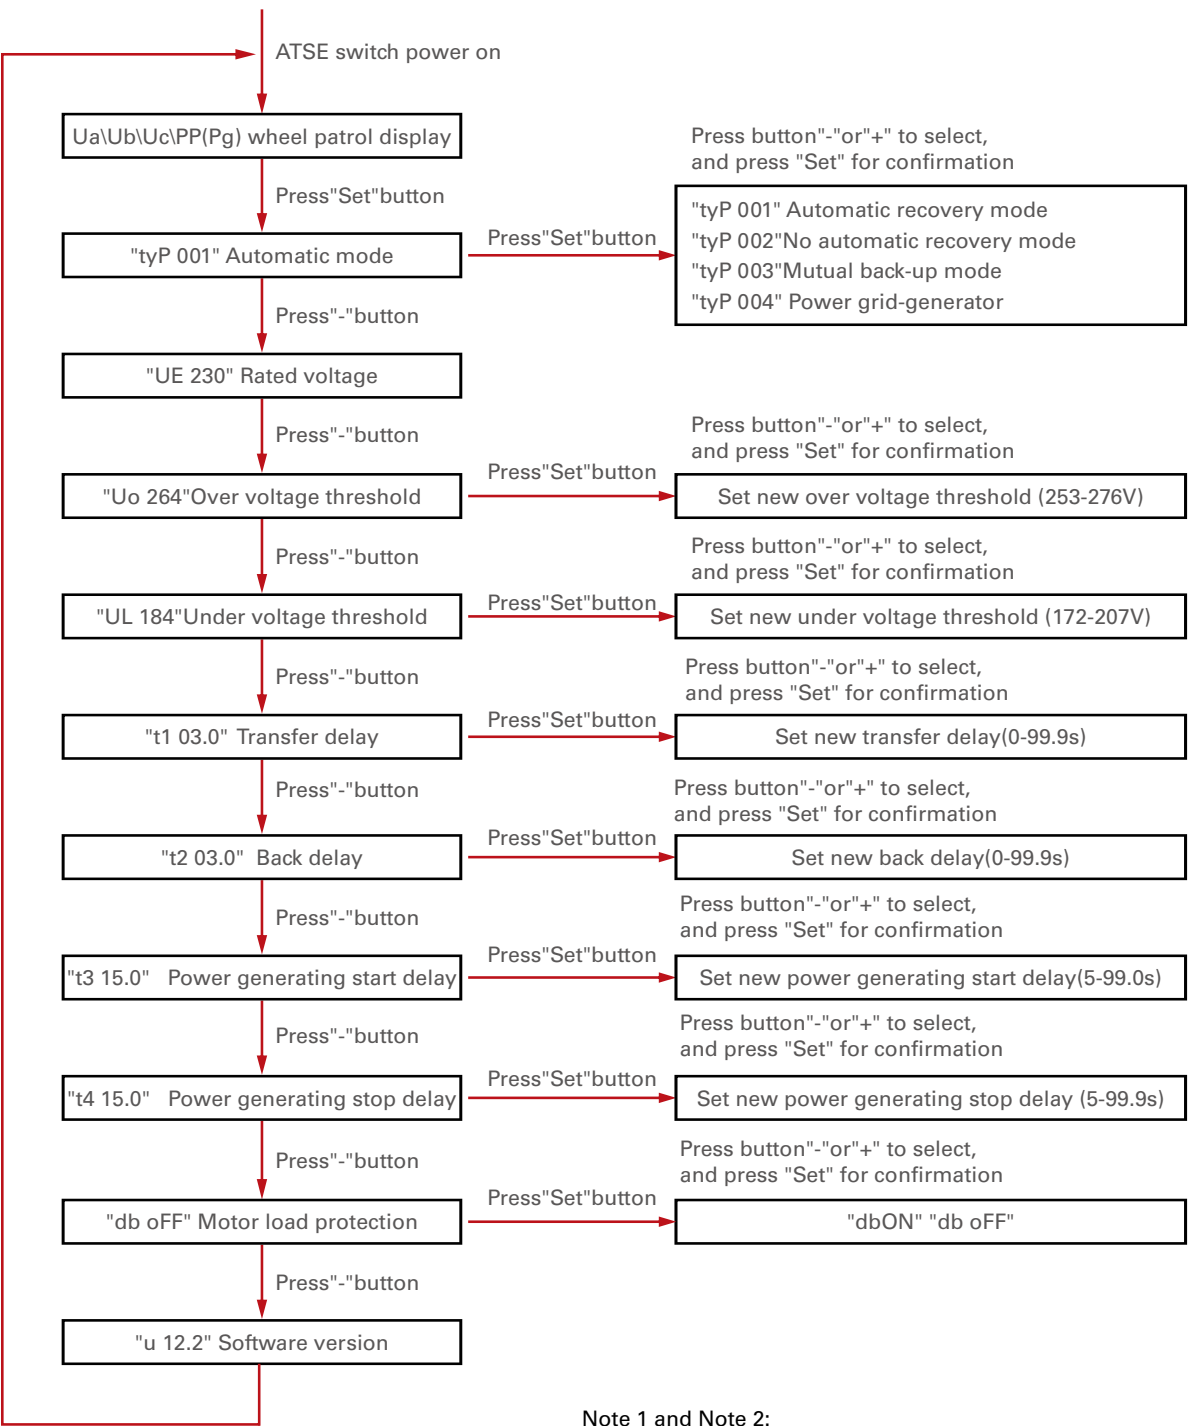 ATSE switch power on
Ua\Ub\Uc\PP(Pg) wheel patrol display
Press"Set"button
"tyP 001" Automatic mode
Press"Set"button
Press button"-"or"+" to select,
and press "Set" for confirmation
"tyP 001" Automatic recovery mode
"tyP 002"No automatic recovery mode
"tyP 003"Mutual back-up mode
"tyP 004" Power grid-generator
Press"-"button
"UE 230" Rated voltage
Press"-"button
"Uo 264"Over voltage threshold
Press"Set"button
Press button"-"or"+" to select,
and press "Set" for confirmation
Set new over voltage threshold (253-276V)
Press"-"button
"UL 184"Under voltage threshold
Press"Set"button
Press button"-"or"+" to select,
and press "Set" for confirmation
Set new under voltage threshold (172-207V)
Press"-"button
"t1 03.0" Transfer delay
Press"Set"button
Press button"-"or"+" to select,
and press "Set" for confirmation
Set new transfer delay(0-99.9s)
Press"-"button
"t2 03.0" Back delay
Press"Set"button
Press button"-"or"+" to select,
and press "Set" for confirmation
Set new back delay(0-99.9s)
Press"-"button
"t3 15.0" Power generating start delay
Press"Set"button
Press button"-"or"+" to select,
and press "Set" for confirmation
Set new power generating start delay(5-99.0s)
Press"-"button
"t4 15.0" Power generating stop delay
Press"Set"button
Press button"-"or"+" to select,
and press "Set" for confirmation
Set new power generating stop delay (5-99.9s)
Press"-"button
"db oFF" Motor load protection
Press"Set"button
Press button"-"or"+" to select,
and press "Set" for confirmation
"dbON" "db oFF"
Press"-"button
"u 12.2" Software version
Note 1 and Note 2: